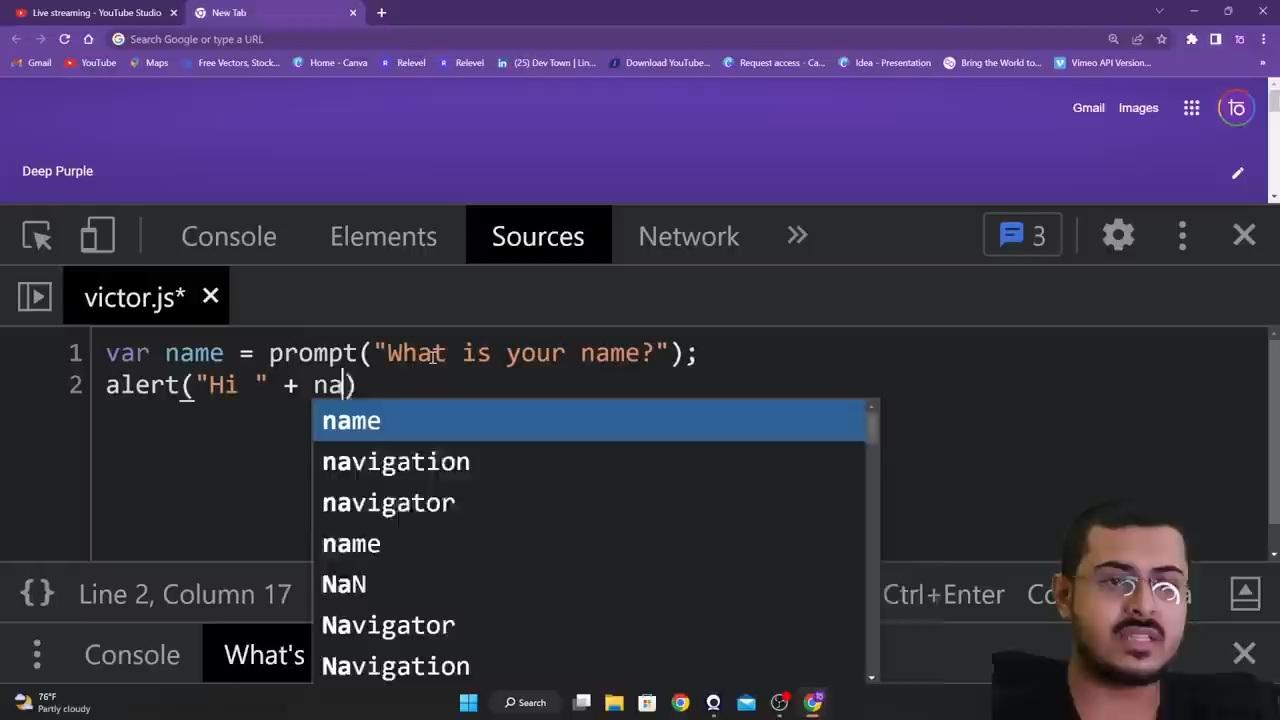 Live streaming - YouTube Studio
New Tab
Search Google or type a URL
Gmail
YouTube
Maps
Free Vectors, Stock...
Home - Canva
Relevel
Relevel
(25) Dev Town | Lin...
Download YouTube...
Request access - Ca...
Idea - Presentation
Bring the World to...
Vimeo API Version...
»
Gmail
Images
Deep Purple
Console
Elements
Sources
Network
3
victor.js*
1 var name = prompt("What is your name?");
2 alert("Hi " + na)
name
navigation
navigator
name
NaN
Navigator
Navigation
{} Line 2, Column 17
Ctrl+Enter
Console
What's
76°F
Partly cloudy
Search